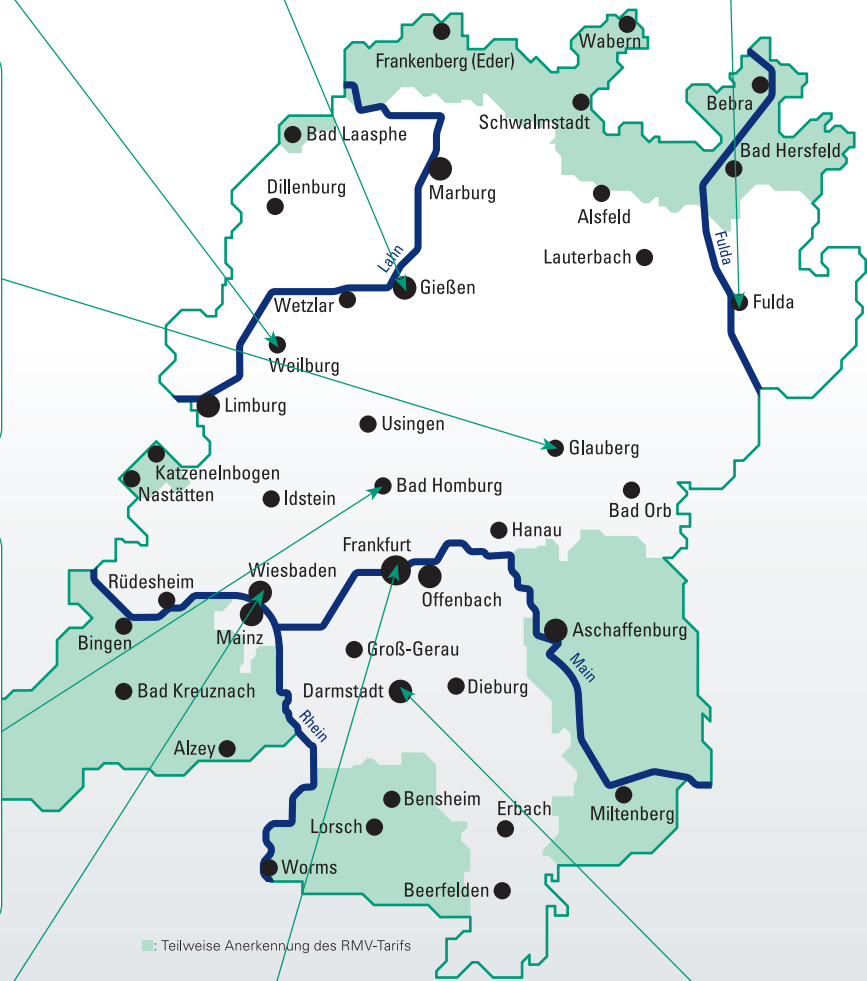 Wabern
Frankenberg (Eder)
Bebra
Schwalmstadt
Bad Laasphe
Bad Hersfeld
Marburg
Dillenburg
Alsfeld
Fulda
Lauterbach
Lahn
Gießen
Wetzlar
Fulda
Weilburg
Limburg
Usingen
Glauberg
Katzenelnbogen
Nastätten
Idstein
Bad Homburg
Bad Orb
Hanau
Frankfurt
Wiesbaden
Rüdesheim
Offenbach
Mainz
Bingen
Aschaffenburg
Groß-Gerau
Main
Bad Kreuznach
Darmstadt
Dieburg
Rhein
Alzey
Bensheim
Erbach
Miltenberg
Lorsch
Worms
Beerfelden
: Teilweise Anerkennung des RMV-Tarifs